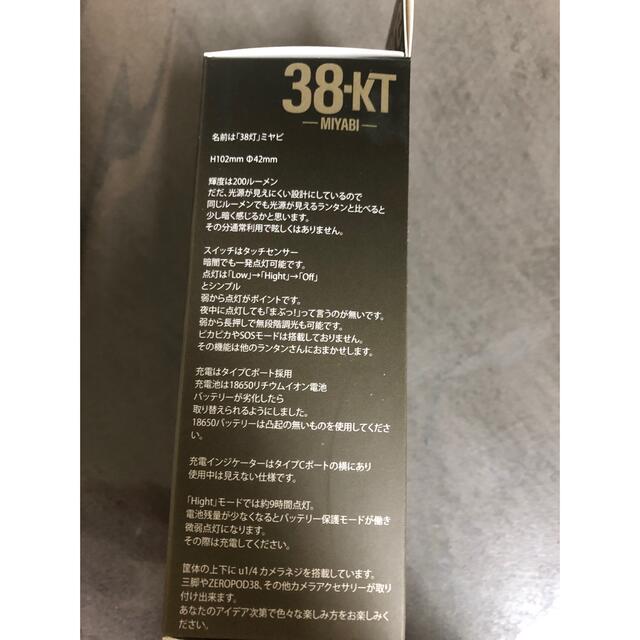 38-KT
MIYABI
名前は「38灯」ミヤビ
H102mm Φ42mm
輝度は200ルーメン
だだ、光源が見えにくい設計にしているので
同じルーメンでも光源が見えるランタンと比べると
少し暗く感じるかと思います。
その分通常利用で眩しくはありません。
スイッチはタッチセンサー
暗闇でも一発点灯可能です。
点灯は「Low」→「Hight」→「Off」
とシンプル
弱から点灯がポイントです。
夜中に点灯しても「まぶっ！」って言うのが無いです。
弱から長押しで無段階調光も可能です。
ピカピカやSOSモードは搭載しておりません。
その機能は他のランタンさんにおまかせします。
充電はタイプCポート採用
充電池は18650リチウムイオン電池
バッテリーが劣化したら
取り替えられるようにしました。
18650バッテリーは凸起の無いものを使用してくださ
い。
充電インジケーターはタイプCポートの横にあり
使用中は見えない仕様です。
「Hight」モードでは約9時間点灯。
電池残量が少なくなるとバッテリー保護モードが働き
微弱点灯になります。
その際は充電してください。
筐体の上下に u1/4 カメラネジを搭載しています。
三脚やZEROPOD38、その他カメラアクセサリーが取り
付け出来ます。
あなたのアイデア次第で色々な楽しみ方をお楽しみく
ださい。